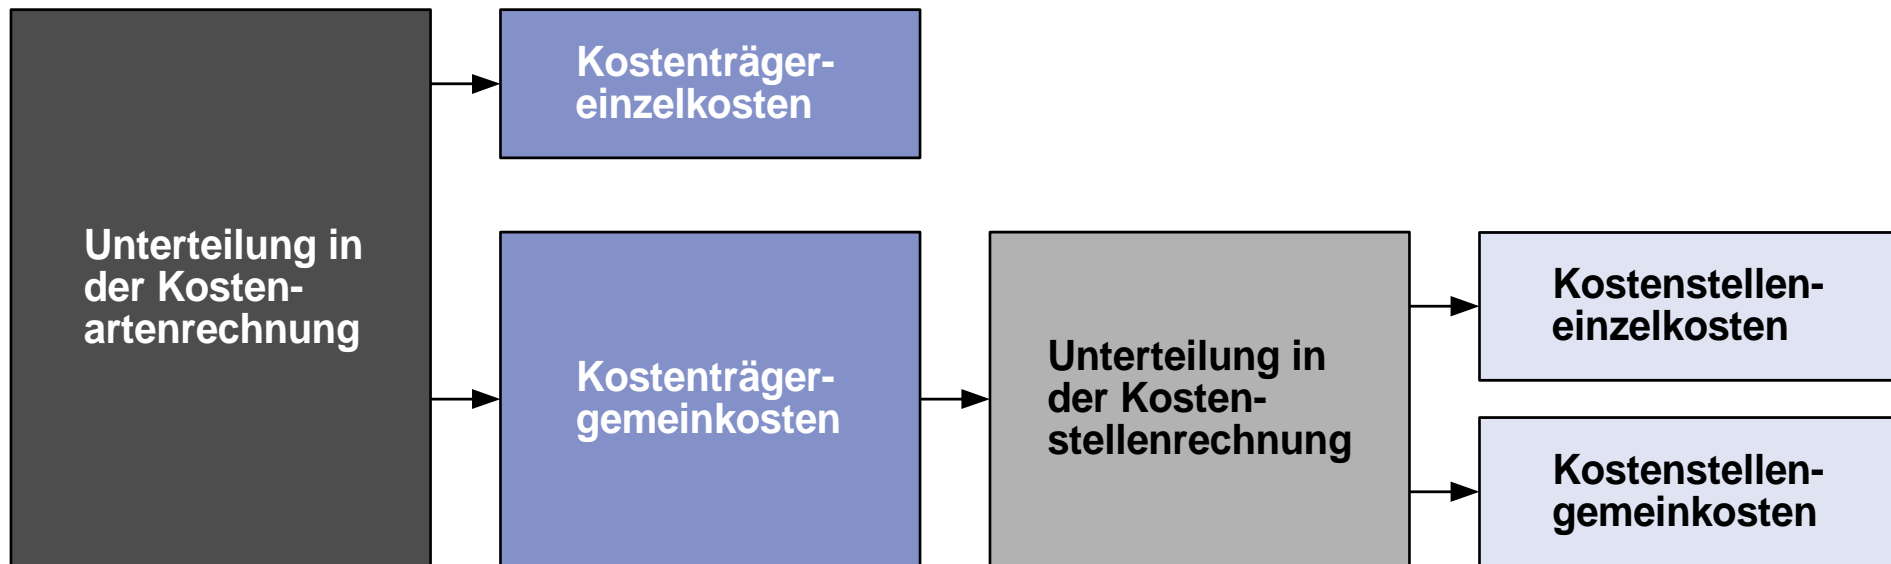 Unterteilung in
der Kosten-
artenrechnung
Kostenträger-
einzelkosten
Kostenträger-
gemeinkosten
Unterteilung in
der Kosten-
stellenrechnung
Kostenstellen-
einzelkosten
Kostenstellen-
gemeinkosten